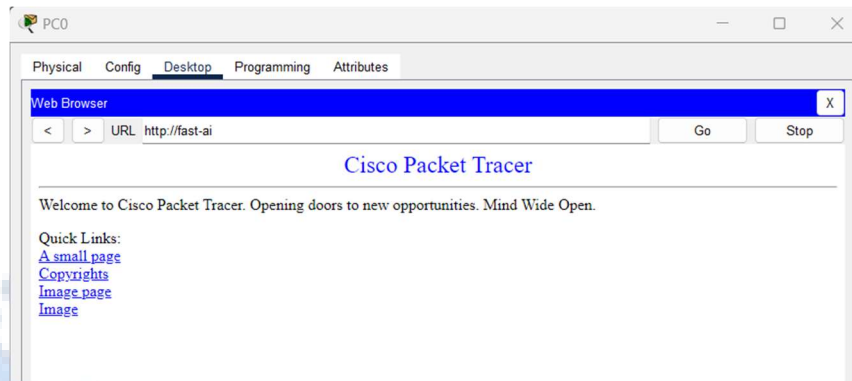 PC0
Physical Config Desktop Programming Attributes
Web Browser X
< > URL http://fast-ai Go Stop
Cisco Packet Tracer
Welcome to Cisco Packet Tracer. Opening doors to new opportunities. Mind Wide Open.
Quick Links:
A small page
Copyrights
Image page
Image